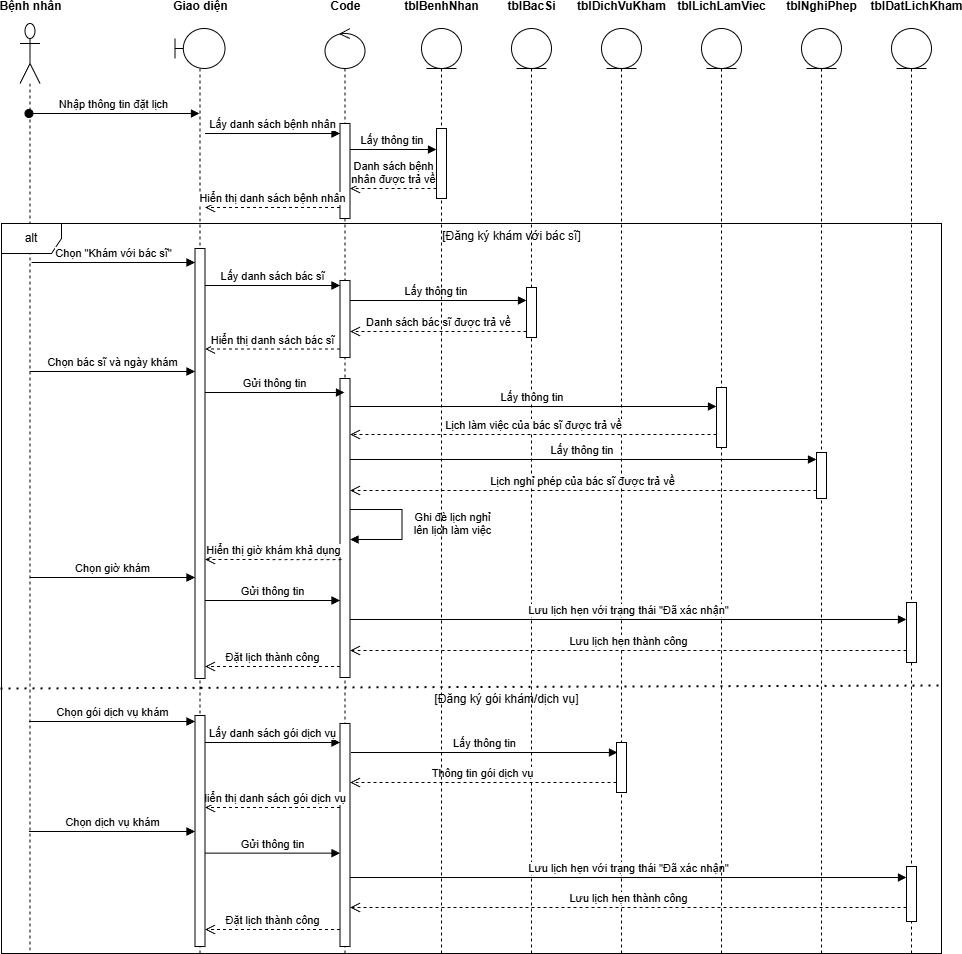 Bệnh nhân
Giao diện
Code
tblBenhNhan
tblBacSi
tblDichVuKham
tblLichLamViec
tblNghiPhep
tblDatLichKham
Nhập thông tin đặt lịch
Lấy danh sách bệnh nhân
Lấy thông tin
Danh sách bệnh
nhân được trả về
Hiển thị danh sách bệnh nhân
alt
[Đăng ký khám với bác sĩ]
Chọn "Khám với bác sĩ"
Lấy danh sách bác sĩ
Lấy thông tin
Danh sách bác sĩ được trả về
Hiển thị danh sách bác sĩ
Chọn bác sĩ và ngày khám
Gửi thông tin
Lấy thông tin
Lịch làm việc của bác sĩ được trả về
Lấy thông tin
Lịch nghỉ phép của bác sĩ được trả về
Ghi đè lịch nghỉ
lên lịch làm việc
Hiển thị giờ khám khả dụng
Chọn giờ khám
Gửi thông tin
Lưu lịch hẹn với trạng thái "Đã xác nhận"
Lưu lịch hẹn thành công
Đặt lịch thành công
[Đăng ký gói khám/dịch vụ]
Chọn gói dịch vụ khám
Lấy danh sách gói dịch vụ
Lấy thông tin
Thông tin gói dịch vụ
Hiển thị danh sách gói dịch vụ
Chọn dịch vụ khám
Gửi thông tin
Lưu lịch hẹn với trạng thái "Đã xác nhận"
Lưu lịch hẹn thành công
Đặt lịch thành công